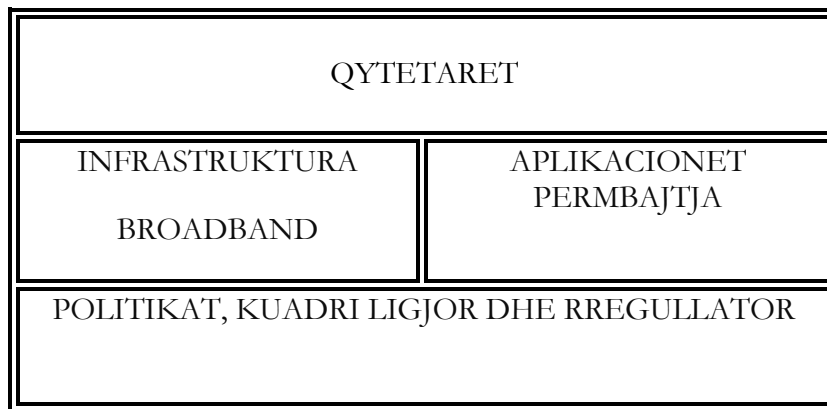 QYTETARET
INFRASTRUKTURA
BROADBAND
APLIKACIONET
PERMBAJTJA
POLITIKAT, KUADRI LIGJOR DHE RREGULLATOR